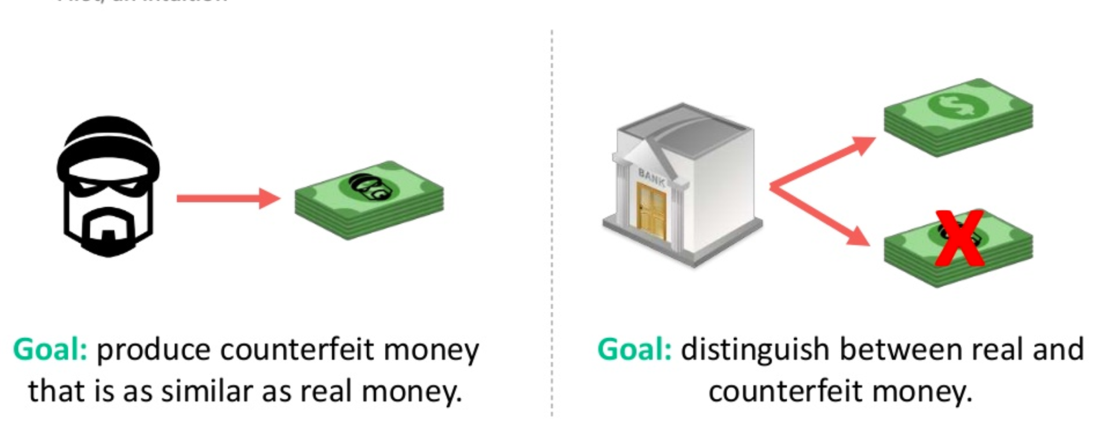 Goal: produce counterfeit money
that is as similar as real money.
BANK
$
Goal: distinguish between real and
counterfeit money.